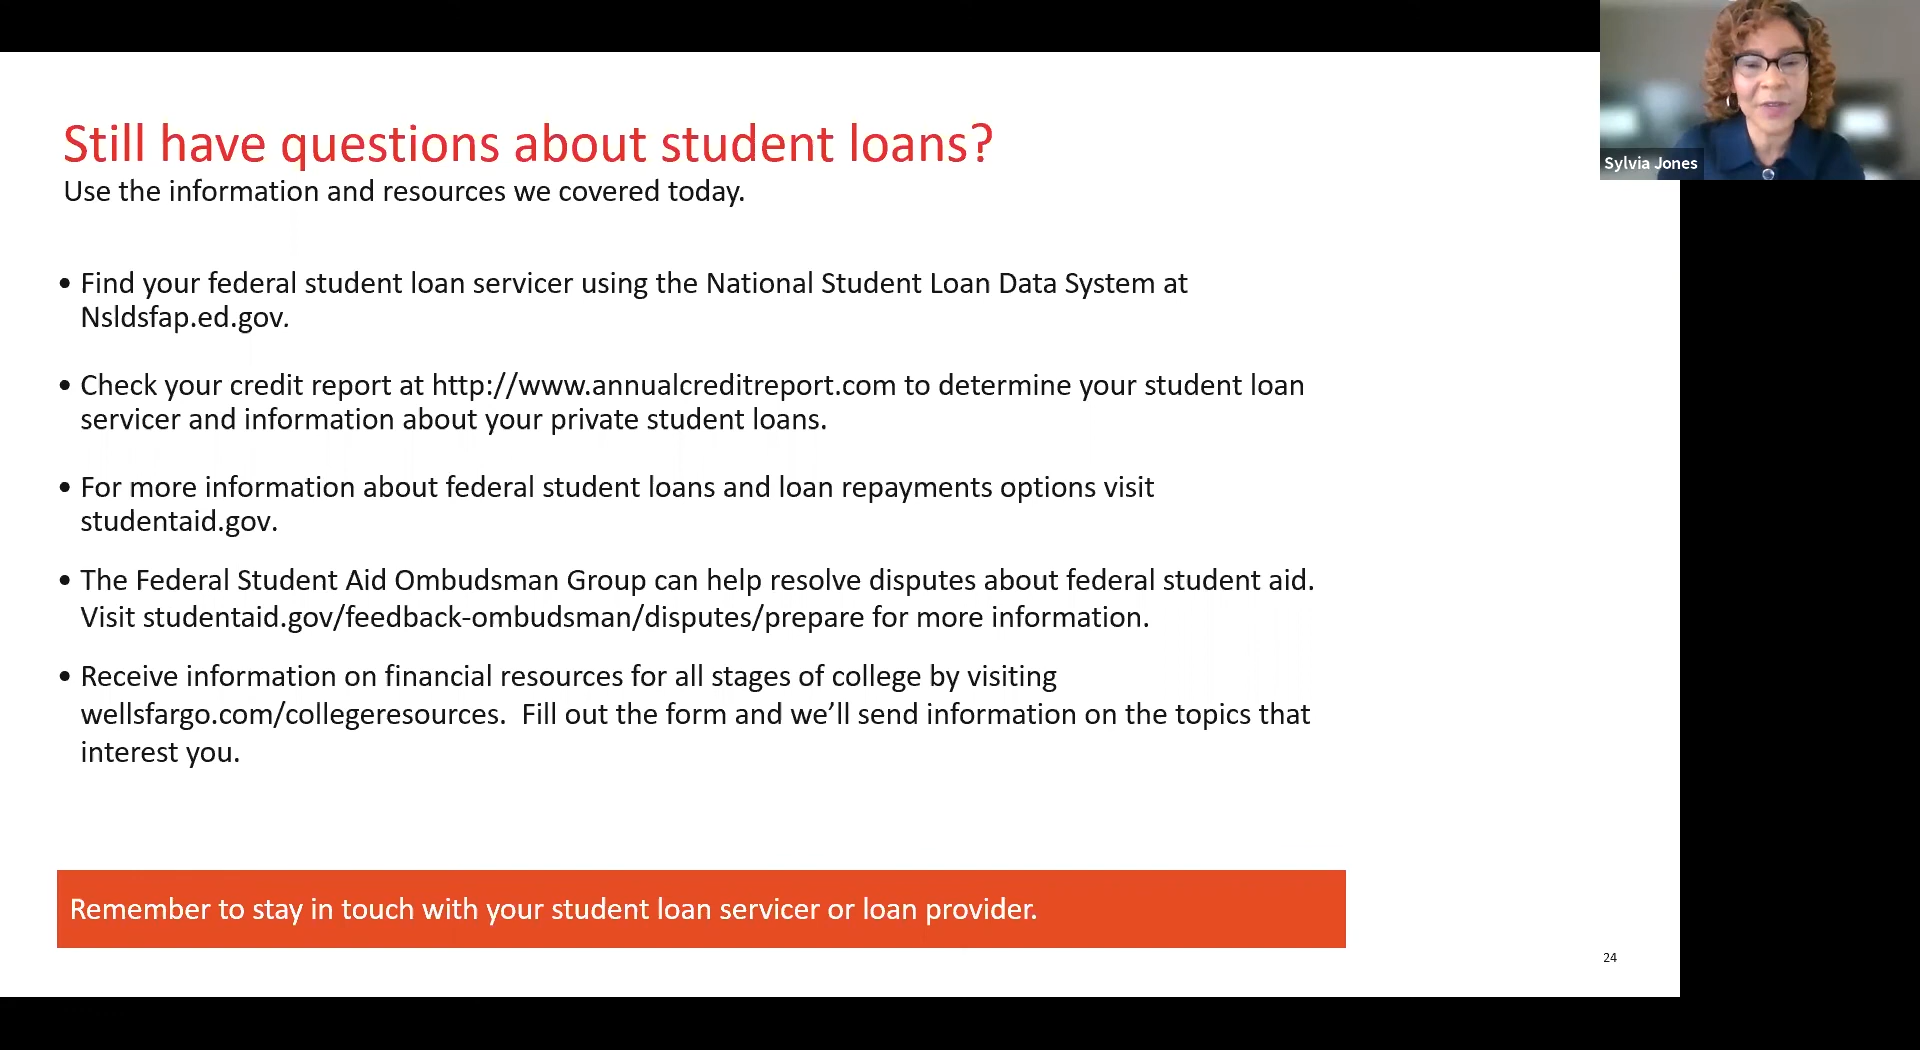 Still have questions about student loans?
Use the information and resources we covered today.
• Find your federal student loan servicer using the National Student Loan Data System at
Nsldsfap.ed.gov.
• Check your credit report at http://www.annualcreditreport.com to determine your student loan
servicer and information about your private student loans.
• For more information about federal student loans and loan repayments options visit
studentaid.gov.
• The Federal Student Aid Ombudsman Group can help resolve disputes about federal student aid.
Visit studentaid.gov/feedback-ombudsman/disputes/prepare for more information.
• Receive information on financial resources for all stages of college by visiting
wellsfargo.com/collegeresources.  Fill out the form and we’ll send information on the topics that
interest you.
Remember to stay in touch with your student loan servicer or loan provider.
24
Sylvia Jones